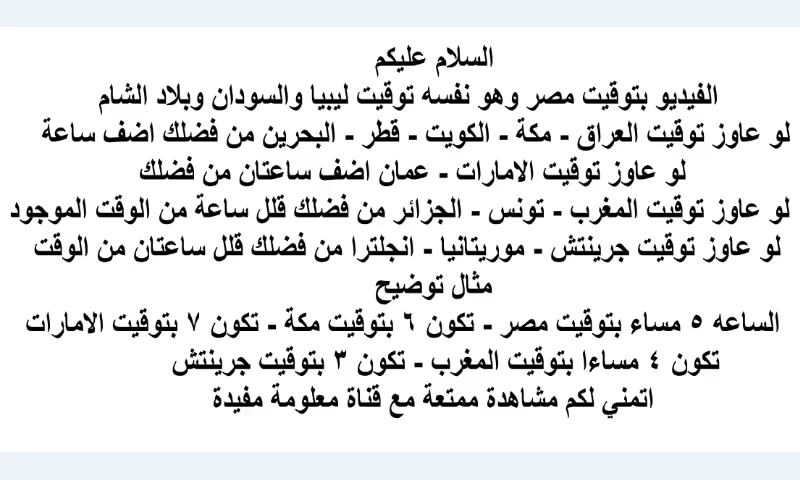 السلام عليكم
الفيديو بتوقيت مصر وهو نفسه توقيت ليبيا والسودان وبلاد الشام
لو عاوز توقيت العراق - مكة - الكويت - قطر - البحرين من فضلك اضف ساعة
لو عاوز توقيت الامارات - عمان اضف ساعتان من فضلك
لو عاوز توقيت المغرب - تونس - الجزائر من فضلك قلل ساعة من الوقت الموجود
لو عاوز توقيت جرينتش - موريتانيا - انجلترا من فضلك قلل ساعتان من الوقت
مثال توضيح
الساعه ٥ مساء بتوقيت مصر - تكون ٦ بتوقيت مكة - تكون ٧ بتوقيت الامارات
تكون ٤ مساءا بتوقيت المغرب - تكون ٣ بتوقيت جرينتش
اتمني لكم مشاهدة ممتعة مع قناة معلومة مفيدة